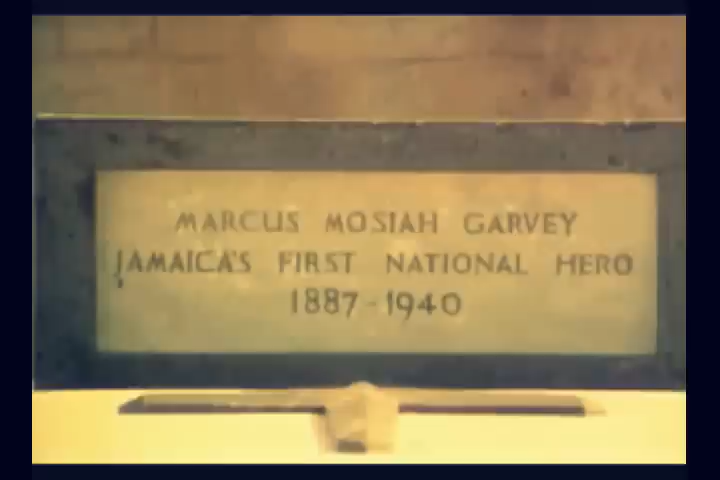 MARCUS MOSIAH GARVEY
JAMAICA'S FIRST NATIONAL HERO
1887-1940